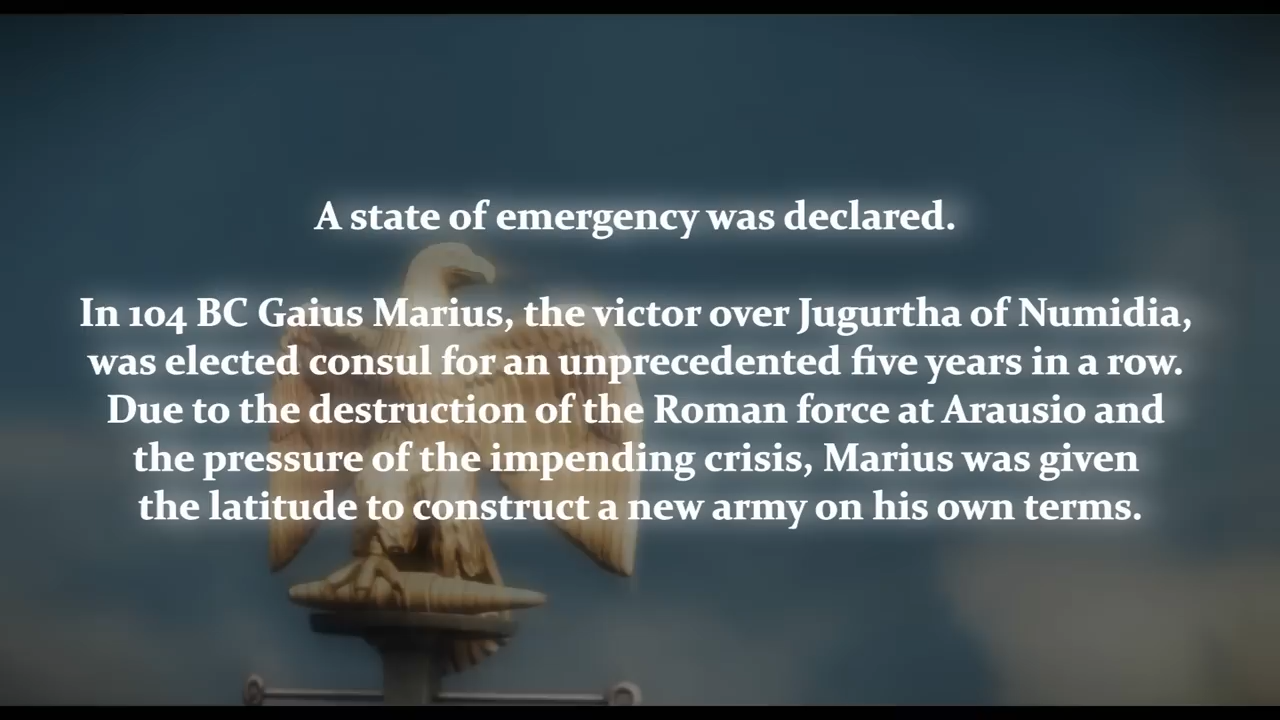 A state of emergency was declared.
In 104 BC Gaius Marius, the victor over Jugurtha of Numidia,
was elected consul for an unprecedented five years in a row.
Due to the destruction of the Roman force at Arausio and
the pressure of the impending crisis, Marius was given
the latitude to construct a new army on his own terms.